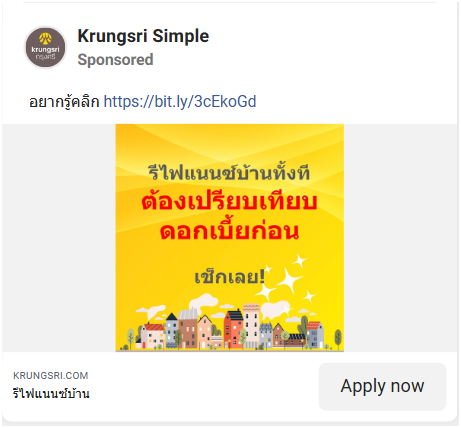 krungsri
กรุงศรี
Krungsri Simple
Sponsored
อยากรู้คลิก https://bit.ly/3cEkoGd
รีไฟแนนซ์บ้านทั้งที
ต้องเปรียบเทียบ
ดอกเบี้ยก่อน
เช็กเลย!
KRUNGSRI.COM
รีไฟแนนซ์บ้าน
Apply now